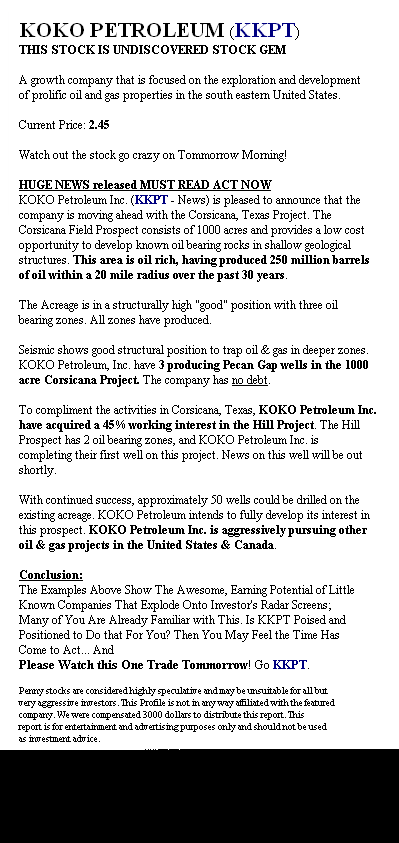 KOKO PETROLEUM (KKPT)
THIS STOCK IS UNDISCOVERED STOCK GEM
A growth company that is focused on the exploration and development
of prolific oil and gas properties in the south eastern United States.
Current Price: 2.45
Watch out the stock go crazy on Tommorrow Morning!
HUGE NEWS released MUST READ ACT NOW
KOKO Petroleum Inc. (KKPT - News) is pleased to announce that the
company is moving ahead with the Corsicana, Texas Project. The
Corsicana Field Prospect consists of 1000 acres and provides a low cost
opportunity to develop known oil bearing rocks in shallow geological
structures. This area is oil rich, having produced 250 million barrels
of oil within a 20 mile radius over the past 30 years.
The Acreage is in a structurally high "good" position with three oil
bearing zones. All zones have produced.
Seismic shows good structural position to trap oil & gas in deeper zones.
KOKO Petroleum, Inc. have 3 producing Pecan Gap wells in the 1000
acre Corsicana Project. The company has no debt.
To compliment the activities in Corsicana, Texas, KOKO Petroleum Inc.
have acquired a 45% working interest in the Hill Project. The Hill
Prospect has 2 oil bearing zones, and KOKO Petroleum Inc. is
completing their first well on this project. News on this well will be out
shortly.
With continued success, approximately 50 wells could be drilled on the
existing acreage. KOKO Petroleum intends to fully develop its interest in
this prospect. KOKO Petroleum Inc. is aggressively pursuing other
oil & gas projects in the United States & Canada.
Conclusion:
The Examples Above Show The Awesome, Earning Potential of Little
Known Companies That Explode Onto Investor's Radar Screens;
Many of You Are Already Familiar with This. Is KKPT Poised and
Positioned to Do that For You? Then You May Feel the Time Has
Come to Act... And
Please Watch this One Trade Tommorrow! Go KKPT.
Penny stocks are considered highly speculative and may be unsuitable for all but
very aggressive investors. This Profile is not in any way affiliated with the featured
company. We were compensated 3000 dollars to distribute this report. This
report is for entertainment and advertising purposes only and should not be used
as investment advice.